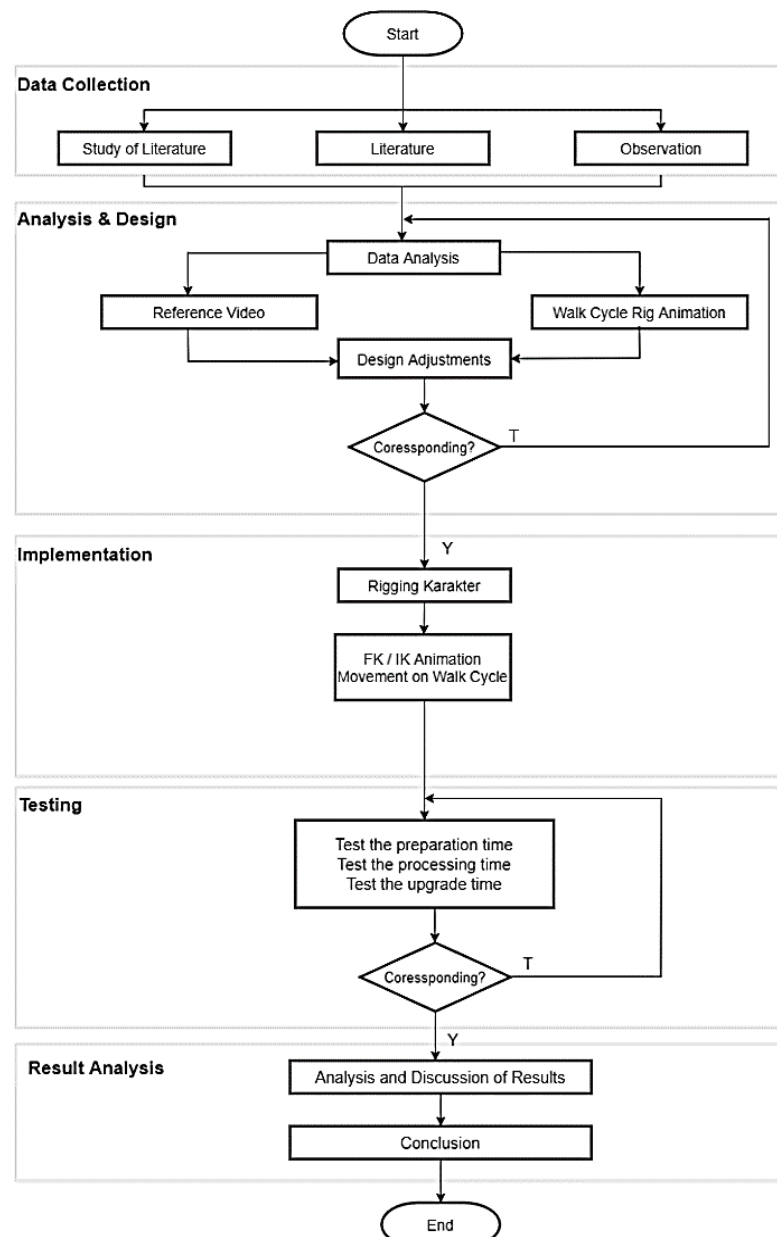 Start
Data Collection
Study of Literature
Literature
Observation
Analysis & Design
Data Analysis
Reference Video
Walk Cycle Rig Animation
Design Adjustments
Coressponding?
T
Y
Implementation
Rigging Karakter
FK / IK Animation
Movement on Walk Cycle
Testing
Test the preparation time
Test the processing time
Test the upgrade time
Coressponding?
T
Y
Result Analysis
Analysis and Discussion of Results
Conclusion
End